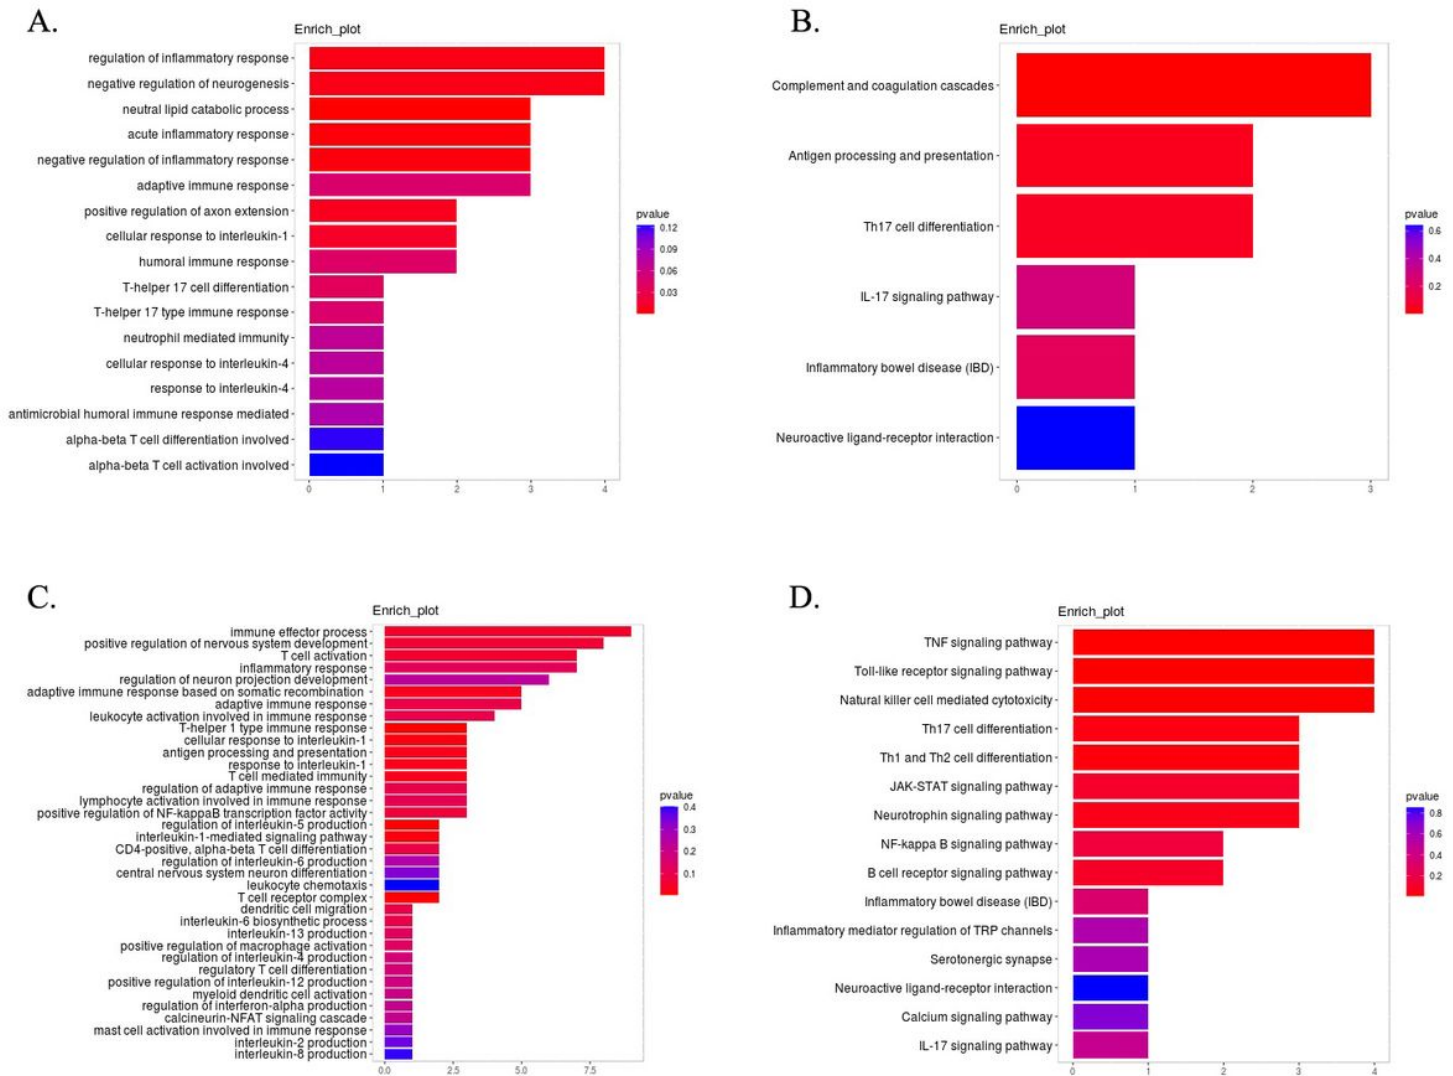 A.
Enrich_plot
regulation of inflammatory response
negative regulation of neurogenesis
neutral lipid catabolic process
acute inflammatory response
negative regulation of inflammatory response
adaptive immune response
positive regulation of axon extension
cellular response to interleukin-1
humoral immune response
T-helper 17 cell differentiation
T-helper 17 type immune response
neutrophil mediated immunity
cellular response to interleukin-4
response to interleukin-4
antimicrobial humoral immune response mediated
alpha-beta T cell differentiation involved
alpha-beta T cell activation involved
0 1 2 3 4
pvalue
0.12
0.09
0.06
0.03
B.
Enrich_plot
Complement and coagulation cascades
Antigen processing and presentation
Th17 cell differentiation
IL-17 signaling pathway
Inflammatory bowel disease (IBD)
Neuroactive ligand-receptor interaction
0 1 2 3
pvalue
0.6
0.4
0.2
C.
Enrich_plot
immune effector process
positive regulation of nervous system development
T cell activation
inflammatory response
regulation of neuron projection development
adaptive immune response based on somatic recombination
adaptive immune response
leukocyte activation involved in immune response
T-helper 1 type immune response
cellular response to interleukin-1
antigen processing and presentation
response to interleukin-1
T cell mediated immunity
regulation of adaptive immune response
lymphocyte activation involved in immune response
positive regulation of NF-kappaB transcription factor activity
regulation of interleukin-5 production
interleukin-1-mediated signaling pathway
CD4-positive, alpha-beta T cell differentiation
regulation of interleukin-6 production
central nervous system neuron differentiation
leukocyte chemotaxis
T cell receptor complex
dendritic cell migration
interleukin-6 biosynthetic process
interleukin-13 production
positive regulation of macrophage activation
regulation of interleukin-4 production
regulatory T cell differentiation
positive regulation of interleukin-12 production
myeloid dendritic cell activation
regulation of interferon-alpha production
calcineurin-NFAT signaling cascade
mast cell activation involved in immune response
interleukin-2 production
interleukin-8 production
0.0 2.5 5.0 7.5
pvalue
0.4
0.3
0.2
0.1
D.
Enrich_plot
TNF signaling pathway
Toll-like receptor signaling pathway
Natural killer cell mediated cytotoxicity
Th17 cell differentiation
Th1 and Th2 cell differentiation
JAK-STAT signaling pathway
Neurotrophin signaling pathway
NF-kappa B signaling pathway
B cell receptor signaling pathway
Inflammatory bowel disease (IBD)
Inflammatory mediator regulation of TRP channels
Serotonergic synapse
Neuroactive ligand-receptor interaction
Calcium signaling pathway
IL-17 signaling pathway
0 1 2 3 4
pvalue
0.8
0.6
0.4
0.2